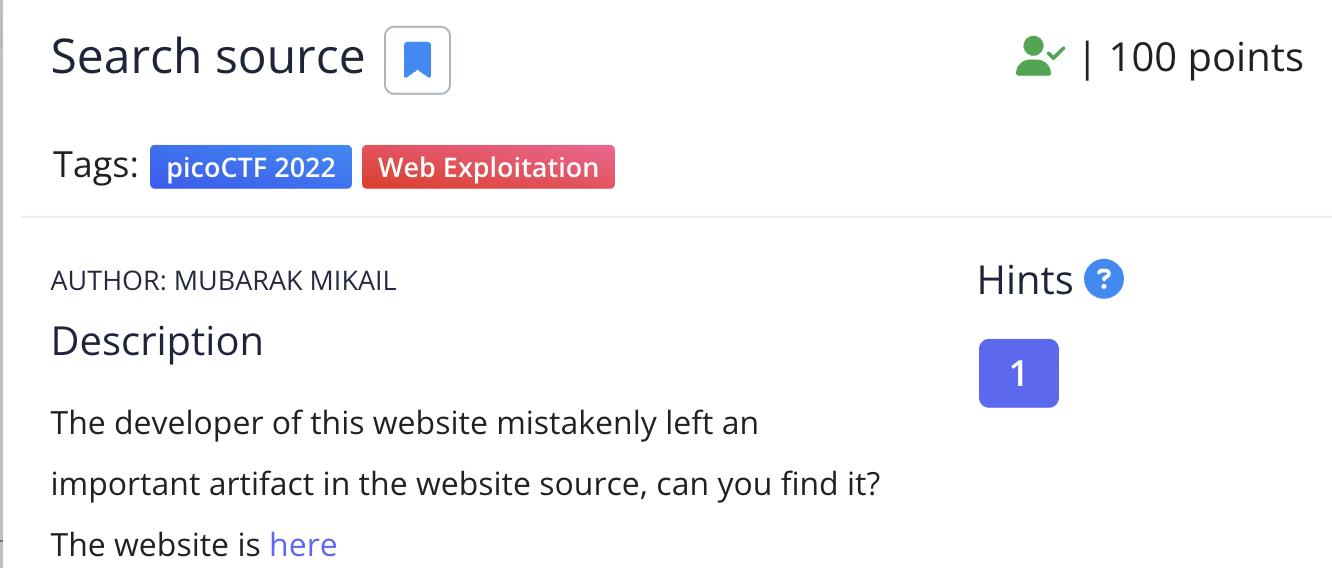 Search source
| 100 points
Tags: picoCTF 2022 Web Exploitation
AUTHOR: MUBARAK MIKAIL
Hints ?
Description
1
The developer of this website mistakenly left an
important artifact in the website source, can you find it?
The website is here